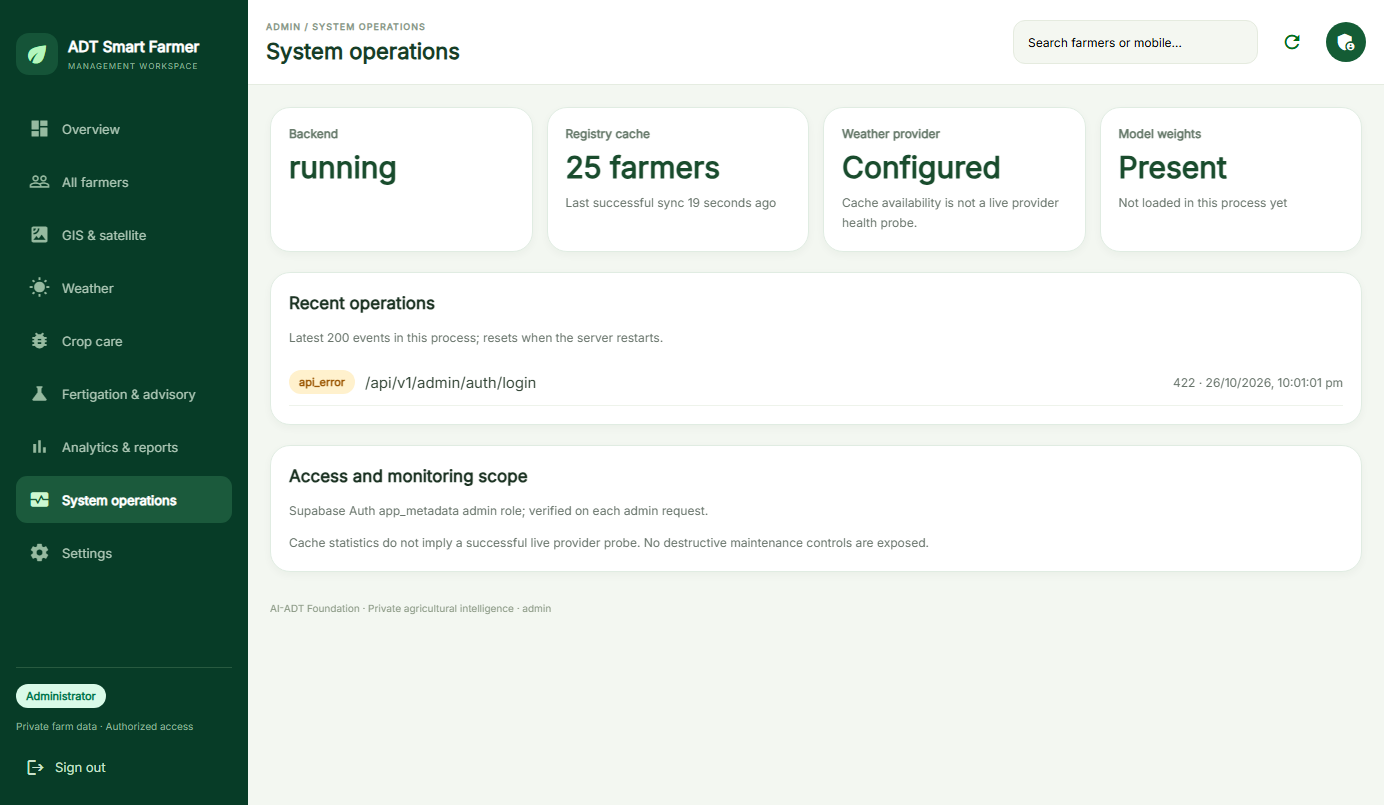 ADT Smart Farmer
MANAGEMENT WORKSPACE
Overview
All farmers
GIS & satellite
Weather
Crop care
Fertigation & advisory
Analytics & reports
System operations
Settings
Administrator
Private farm data · Authorized access
Sign out
ADMIN / SYSTEM OPERATIONS
System operations
Search farmers or mobile...
Backend
running
Registry cache
25 farmers
Last successful sync 19 seconds ago
Weather provider
Configured
Cache availability is not a live provider
health probe.
Model weights
Present
Not loaded in this process yet
Recent operations
Latest 200 events in this process; resets when the server restarts.
api_error /api/v1/admin/auth/login 422 · 26/10/2026, 10:01:01 pm
Access and monitoring scope
Supabase Auth app_metadata admin role; verified on each admin request.
Cache statistics do not imply a successful live provider probe. No destructive maintenance controls are exposed.
AI-ADT Foundation · Private agricultural intelligence · admin